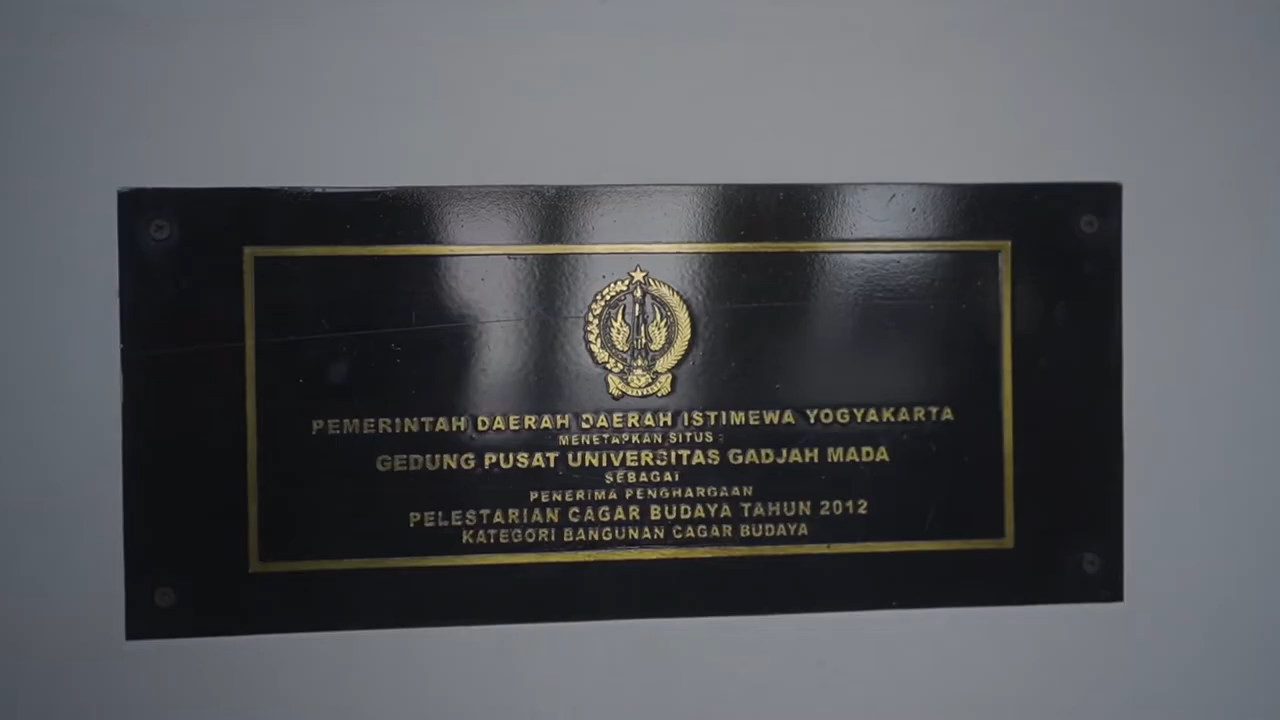 PEMERINTAH DAERAH DAERAH ISTIMEWA YOGYAKARTA
MENETAPKAN SITUS :
GEDUNG PUSAT UNIVERSITAS GADJAH MADA
SEBAGAI
PENERIMA PENGHARGAAN
PELESTARIAN CAGAR BUDAYA TAHUN 2012
KATEGORI BANGUNAN CAGAR BUDAYA